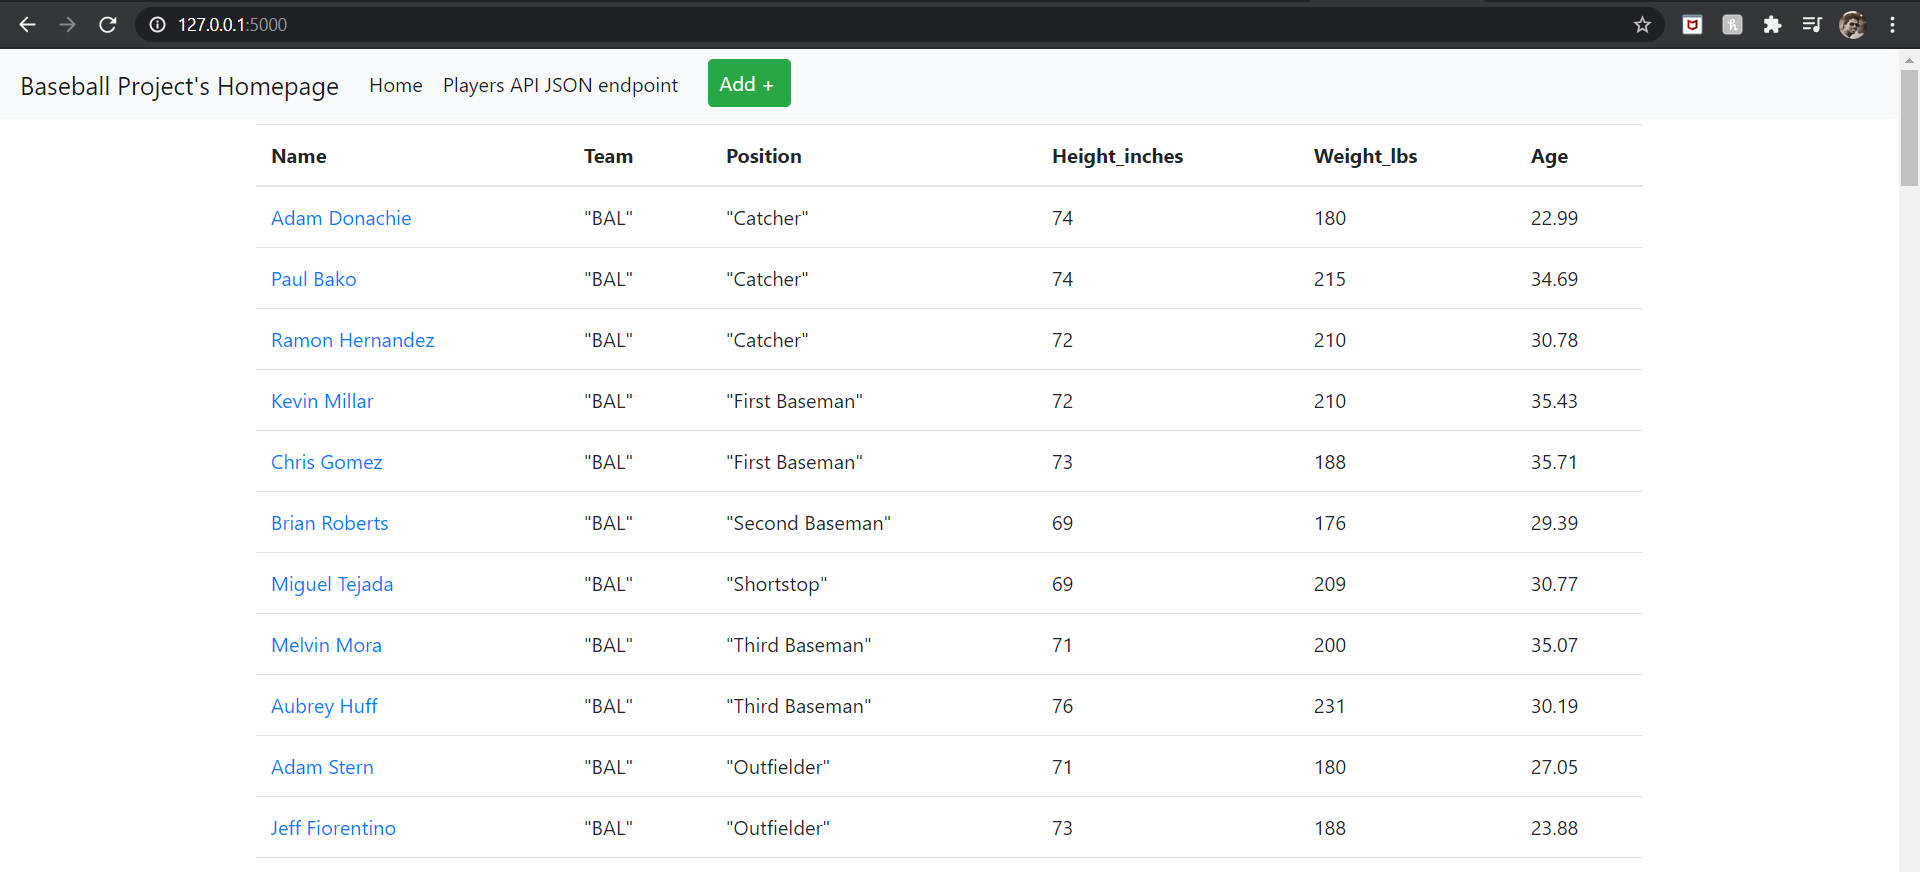 127.0.0.1:5000
Baseball Project's Homepage Home Players API JSON endpoint Add +
Name Team Position Height_inches Weight_lbs Age
Adam Donachie "BAL" "Catcher" 74 180 22.99
Paul Bako "BAL" "Catcher" 74 215 34.69
Ramon Hernandez "BAL" "Catcher" 72 210 30.78
Kevin Millar "BAL" "First Baseman" 72 210 35.43
Chris Gomez "BAL" "First Baseman" 73 188 35.71
Brian Roberts "BAL" "Second Baseman" 69 176 29.39
Miguel Tejada "BAL" "Shortstop" 69 209 30.77
Melvin Mora "BAL" "Third Baseman" 71 200 35.07
Aubrey Huff "BAL" "Third Baseman" 76 231 30.19
Adam Stern "BAL" "Outfielder" 71 180 27.05
Jeff Fiorentino "BAL" "Outfielder" 73 188 23.88